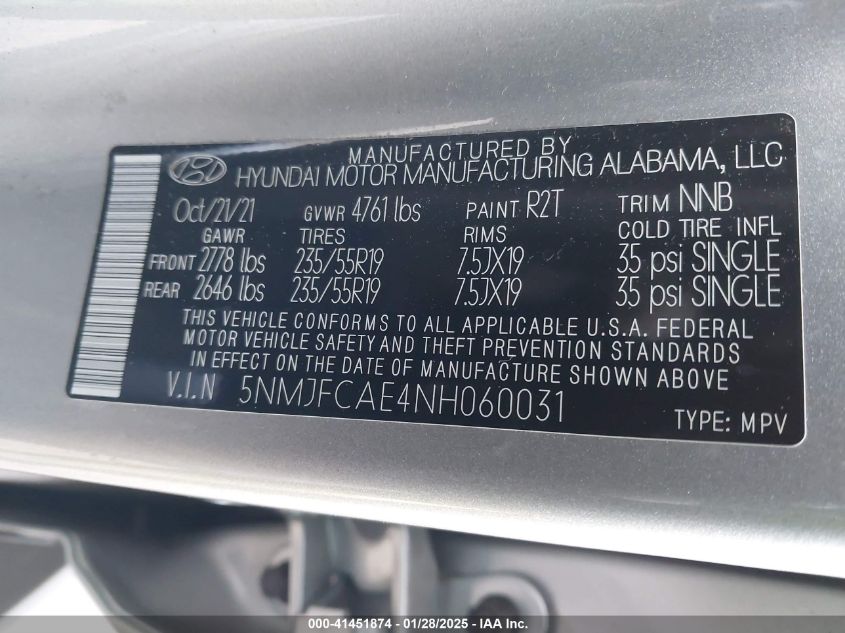 MANUFACTURED BY
HYUNDAI MOTOR MANUFACTURING ALABAMA, LLC
Oct/21/21 GVWR 4761 lbs PAINT R2T TRIM NNB
GAWR TIRES RIMS COLD TIRE INFL
FRONT 2778 lbs 235/55R19 7.5JX19 35 psi SINGLE
REAR 2646 lbs 235/55R19 7.5JX19 35 psi SINGLE
THIS VEHICLE CONFORMS TO ALL APPLICABLE U.S.A. FEDERAL
MOTOR VEHICLE SAFETY AND THEFT PREVENTION STANDARDS
IN EFFECT ON THE DATE OF MANUFACTURE SHOWN ABOVE.
V.I.N 5NMJFCAE4NH060031
TYPE: MPV
000-41451874 - 01/28/2025 - IAA Inc.